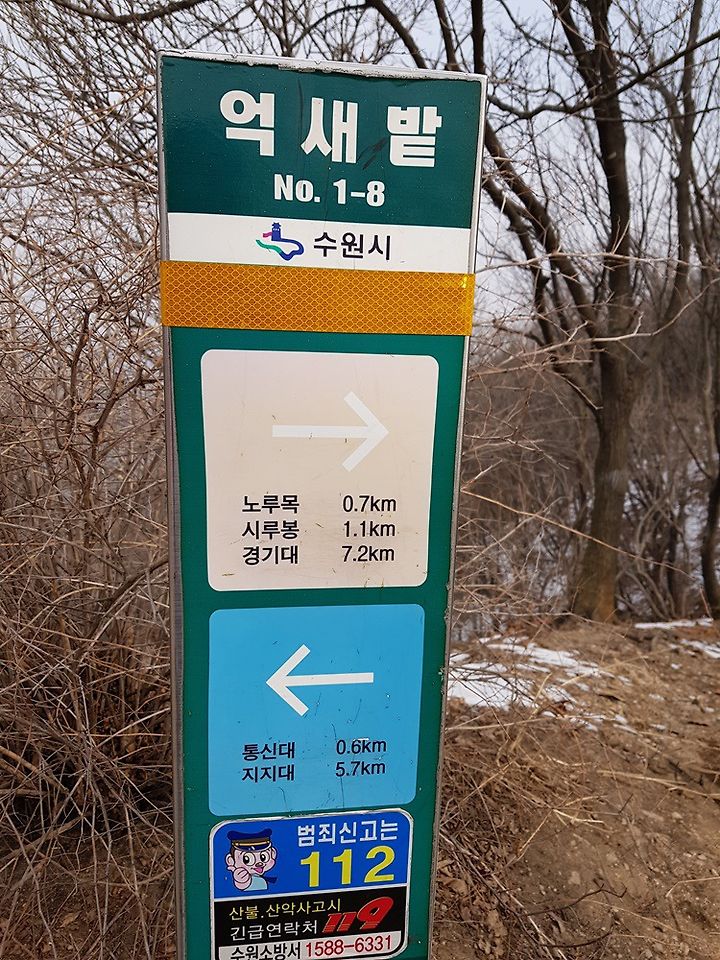 억새밭
No. 1-8
수원시
노루목 0.7km
시루봉 1.1km
경기대 7.2km
통신대 0.6km
지지대 5.7km
범죄신고는
112
산불.산악사고시
긴급연락처 119
수원소방서 1588-6331